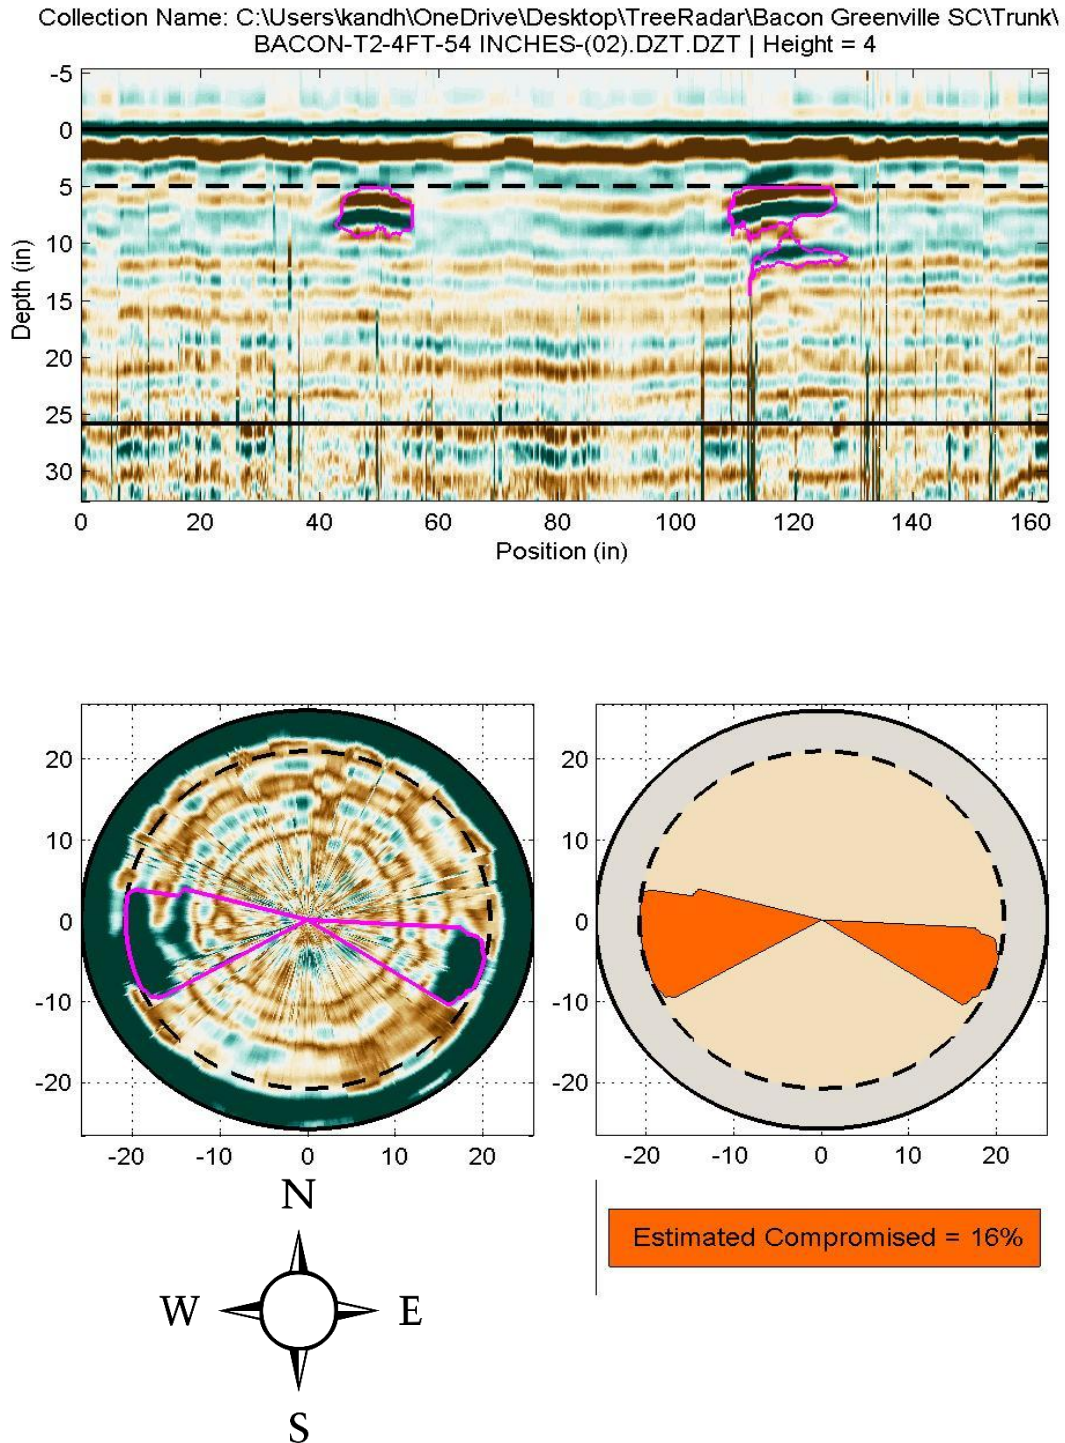 Collection Name: C:\Users\kandh\OneDrive\Desktop\TreeRadar\Bacon Greenville SC\Trunk\
BACON-T2-4FT-54 INCHES-(02).DZT.DZT | Height = 4
-5
0
5
10
15
20
25
30
Depth (in)
0 20 40 60 80 100 120 140 160
Position (in)
20
10
0
-10
-20
-20 -10 0 10 20
20
10
0
-10
-20
-20 -10 0 10 20
Estimated Compromised = 16%
N
W E
S